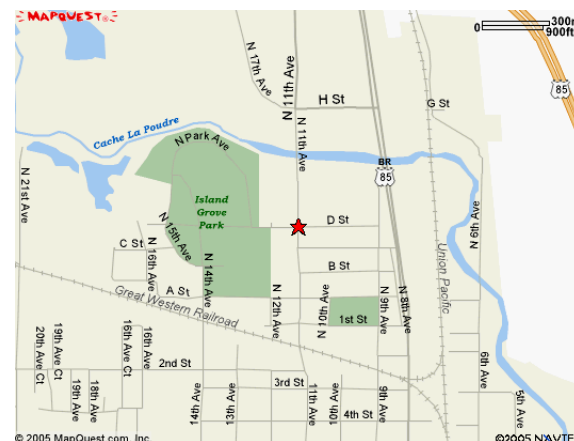 MAPQUEST
300m
0
900ft
N 17th Ave
N 11th Ave
H St
G St
85
Cache La Poudre
N Park Ave
N 11th Ave
BR
85
N 21st Ave
Island
Grove
Park
N 15th Ave
D St
N 6th Ave
C St
N 16th Ave
N 14th Ave
B St
Union Pacific
A St
Great Western Railroad
N 12th Ave
N 10th Ave
1st St
N 9th Ave
N 8th Ave
20th Ave Ct
19th Ave Ct
16th Ave Ct
16th Ave
2nd St
6th Ave
19th Ave
18th Ave
14th Ave
13th Ave
3rd St
11th Ave
10th Ave
4th St
9th Ave
5th Ave
© 2005 MapQuest.com, Inc.
©2005 NAVTE